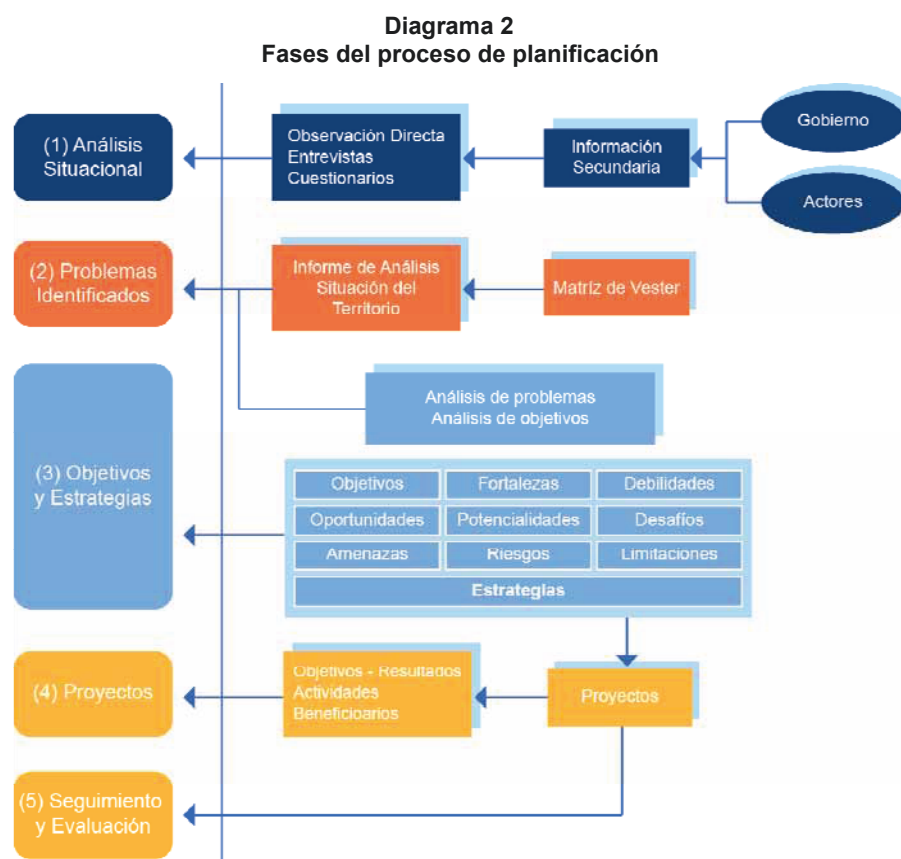 Diagrama 2
Fases del proceso de planificación
(1) Análisis
Situacional
Observación Directa
Entrevistas
Cuestionarios
Información
Secundaria
Gobierno
Actores
(2) Problemas
Identificados
Informe de Análisis
Situación del
Territorio
Matriz de Vester
Análisis de problemas
Análisis de objetivos
(3) Objetivos
y Estrategias
Objetivos
Fortalezas
Debilidades
Oportunidades
Potencialidades
Desafíos
Amenazas
Riesgos
Limitaciones
Estrategias
(4) Proyectos
Objetivos - Resultados
Actividades
Beneficioarios
Proyectos
(5) Seguimiento
y Evaluación